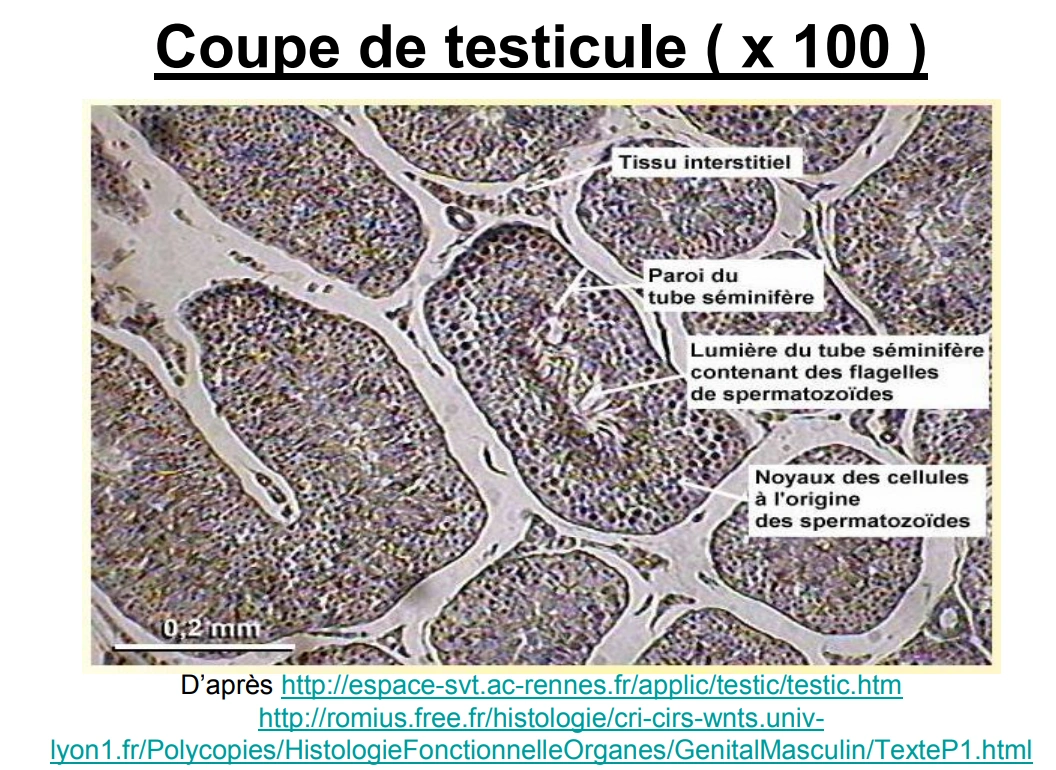 Coupe de testicule ( x 100 )
Tissu interstitiel
Paroi du
tube séminifère
Lumière du tube séminifère
contenant des flagelles
de spermatozoïdes
Noyaux des cellules
à l'origine
des spermatozoïdes
0,2 mm
D’après http://espace-svt.ac-rennes.fr/applic/testic/testic.htm
http://romius.free.fr/histologie/cri-cirs-wnts.univ-
lyon1.fr/Polycopies/HistologieFonctionnelleOrganes/GenitalMasculin/TexteP1.html